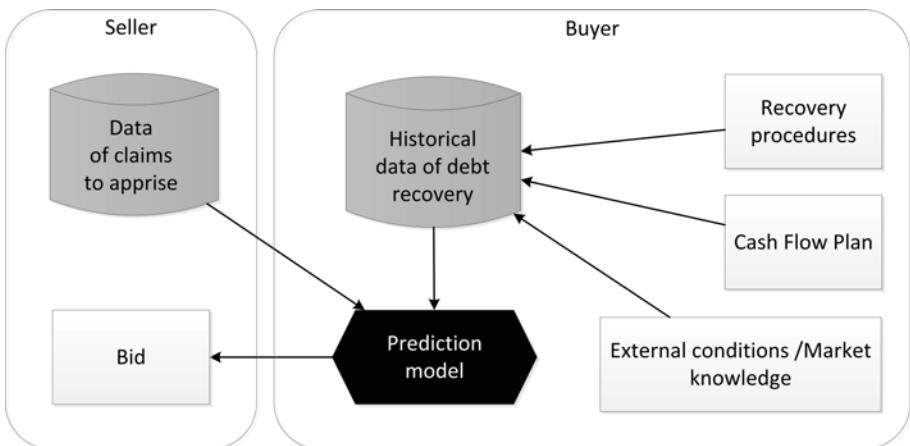 Seller
Data
of claims
to apprise
Bid
Buyer
Historical
data of debt
recovery
Prediction
model
Recovery
procedures
Cash Flow Plan
External conditions /Market
knowledge